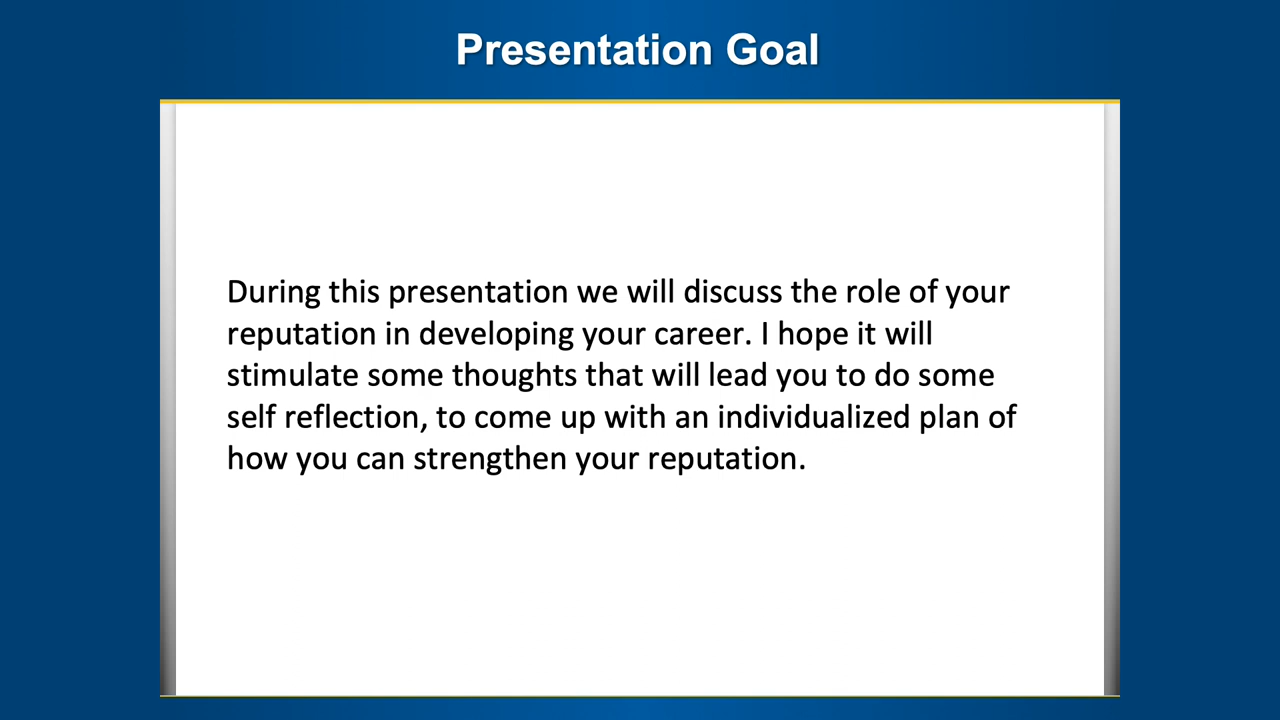 Presentation Goal
During this presentation we will discuss the role of your
reputation in developing your career. I hope it will
stimulate some thoughts that will lead you to do some
self reflection, to come up with an individualized plan of
how you can strengthen your reputation.